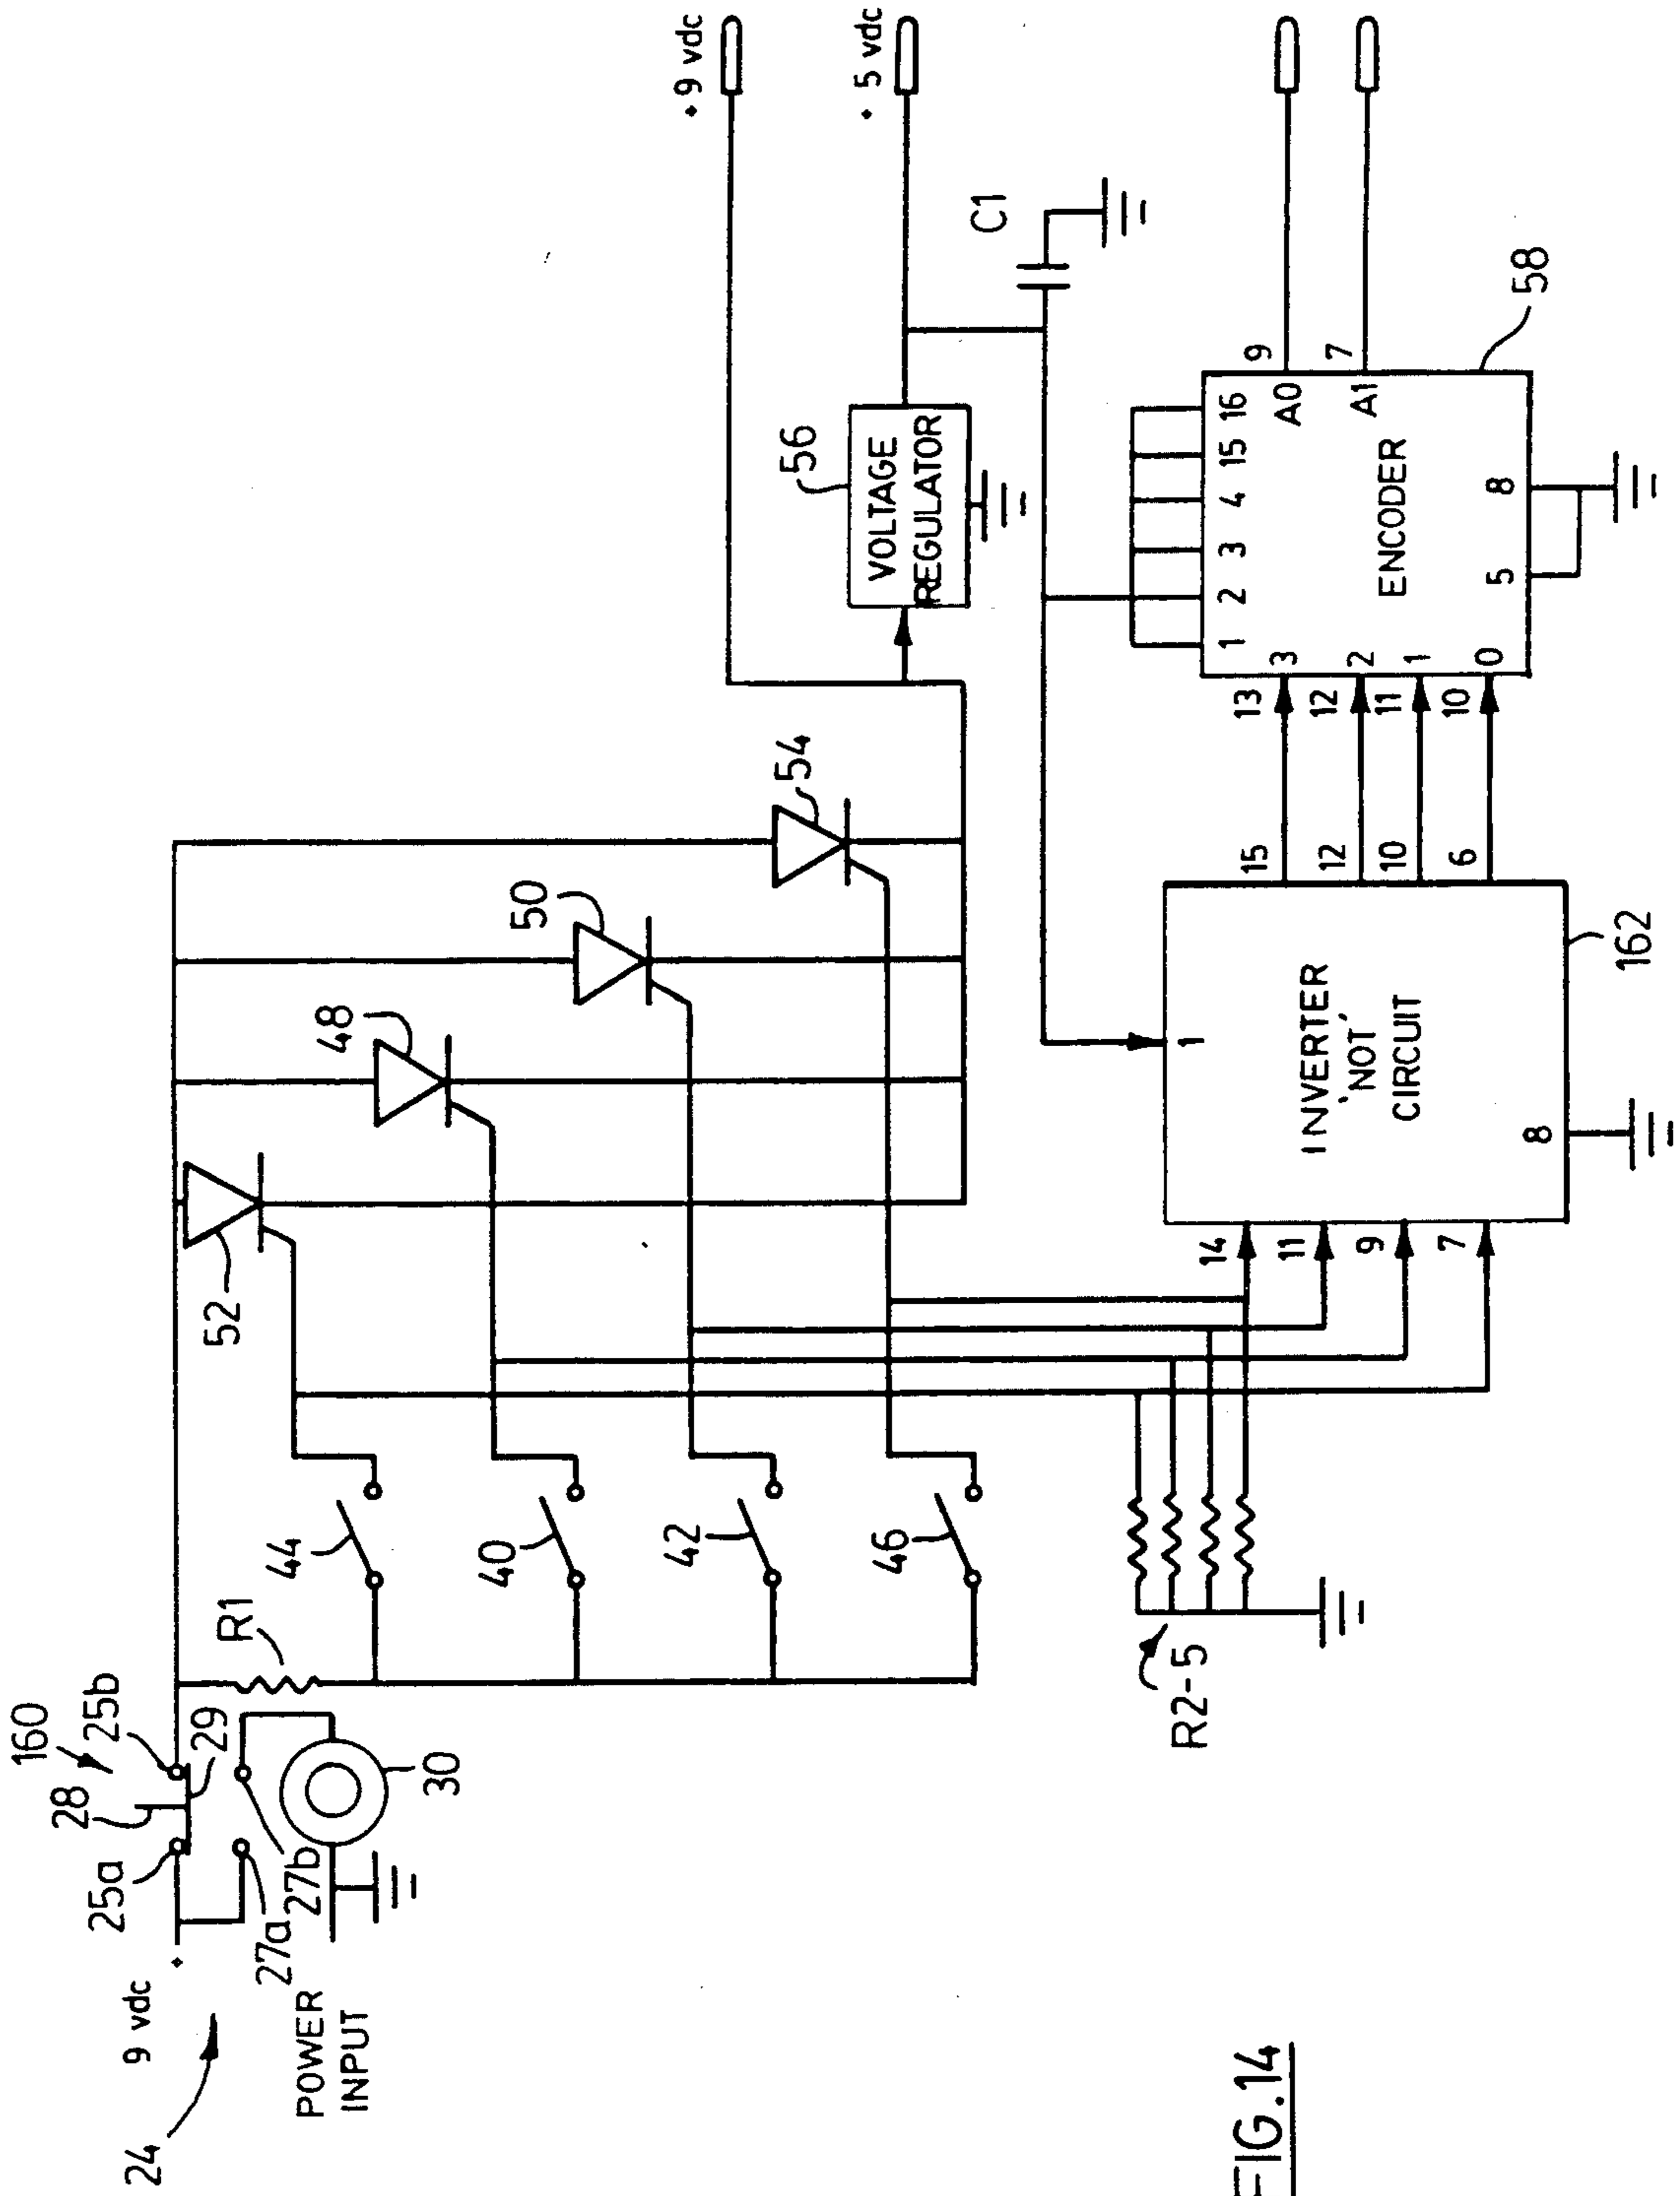 24
9 vdc +
POWER
INPUT
25a
28
160
25b
29
27a
27b
30
R1
44
40
42
46
52
48
50
54
+ 9 vdc
+ 5 vdc
56
VOLTAGE
REGULATOR
C1
R2-5
14
11
9
7
1
INVERTER
'NOT'
CIRCUIT
8
162
15
12
10
6
13
12
11
10
3
2
1
0
1 2 3 4 15 16
ENCODER
A0
A1
9
7
5 8
58
FIG.14